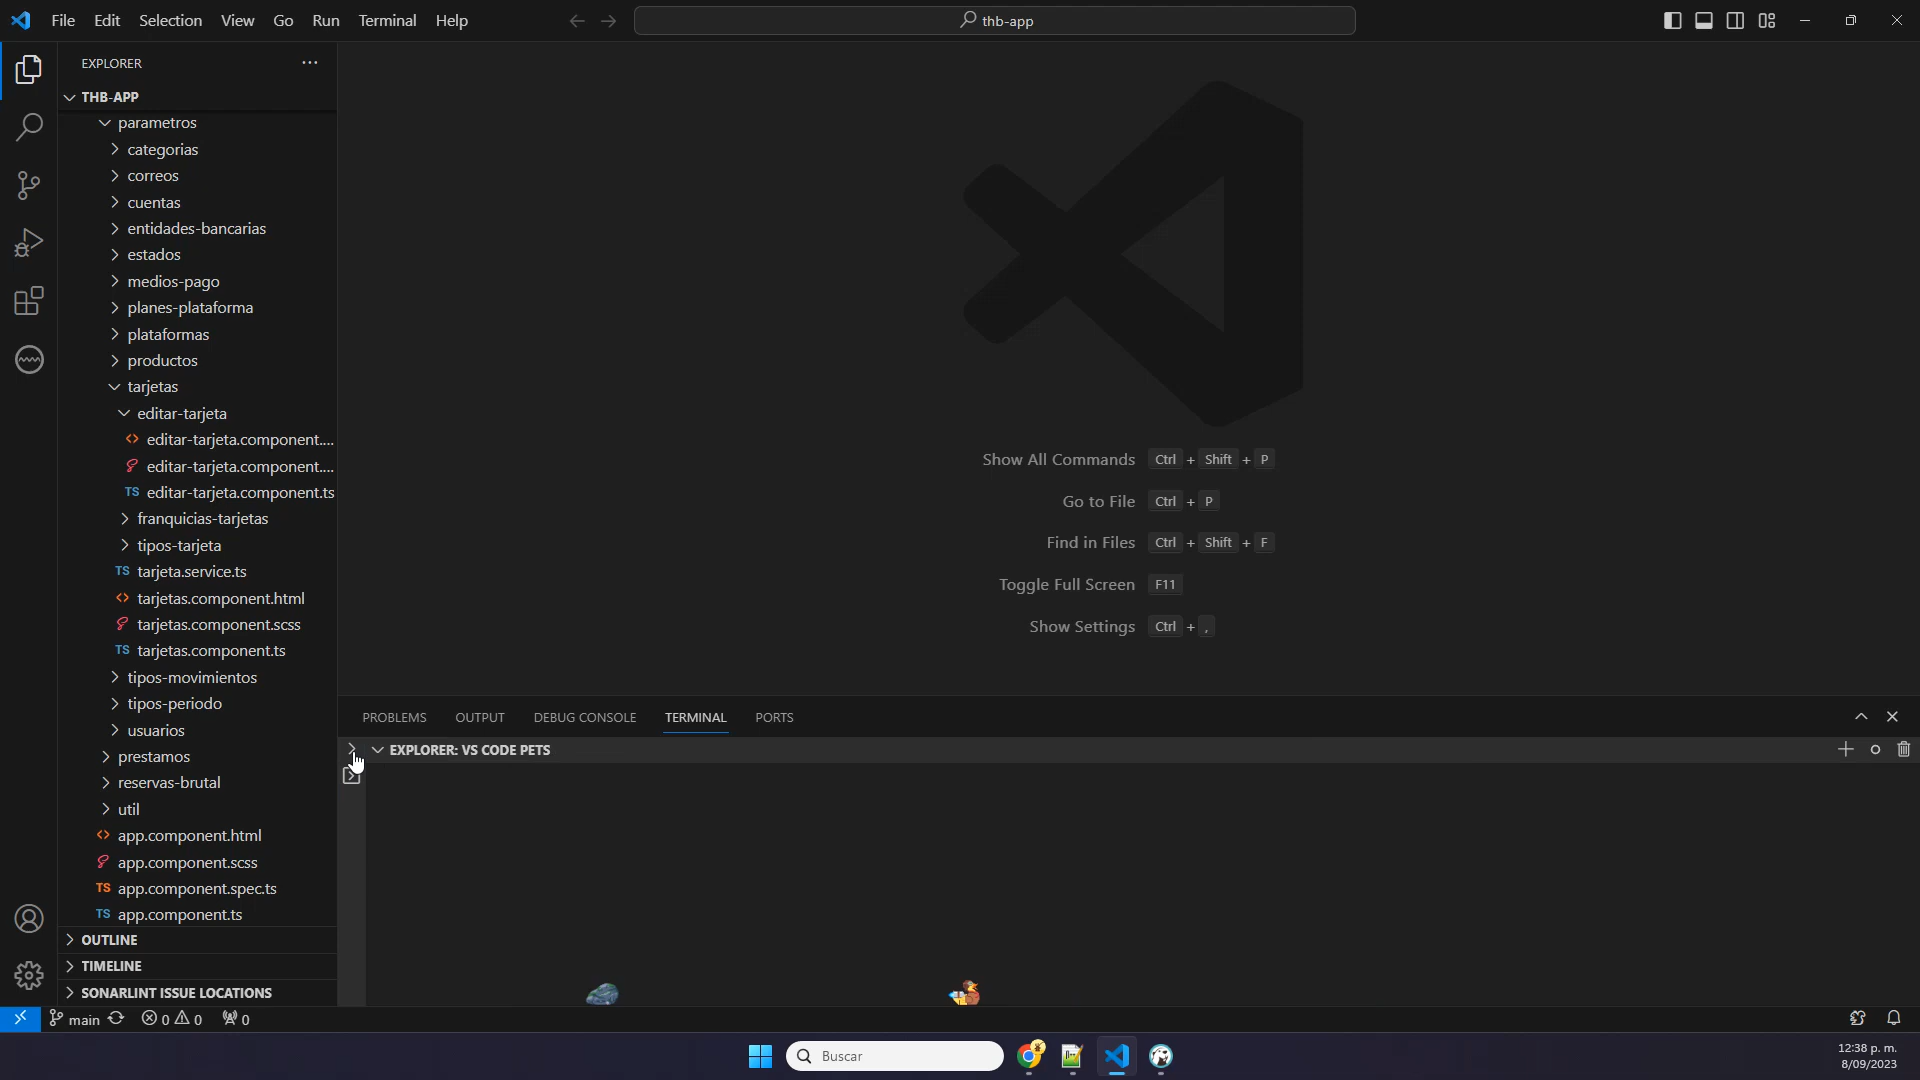 File Edit Selection View Go Run Terminal Help
thb-app
EXPLORER
THB-APP
parametros
categorias
correos
cuentas
entidades-bancarias
estados
medios-pago
planes-plataforma
plataformas
productos
tarjetas
editar-tarjeta
editar-tarjeta.component....
editar-tarjeta.component....
TS editar-tarjeta.component.ts
franquicias-tarjetas
tipos-tarjeta
TS tarjeta.service.ts
tarjetas.component.html
tarjetas.component.scss
TS tarjetas.component.ts
tipos-movimientos
tipos-periodo
usuarios
prestamos
reservas-brutal
util
app.component.html
app.component.scss
TS app.component.spec.ts
TS app.component.ts
OUTLINE
TIMELINE
SONARLINT ISSUE LOCATIONS
Show All Commands Ctrl + Shift + P
Go to File Ctrl + P
Find in Files Ctrl + Shift + F
Toggle Full Screen F11
Show Settings Ctrl + ,
PROBLEMS OUTPUT DEBUG CONSOLE TERMINAL PORTS
EXPLORER: VS CODE PETS
main 0 0 0
Buscar
12:38 p. m.
8/09/2023